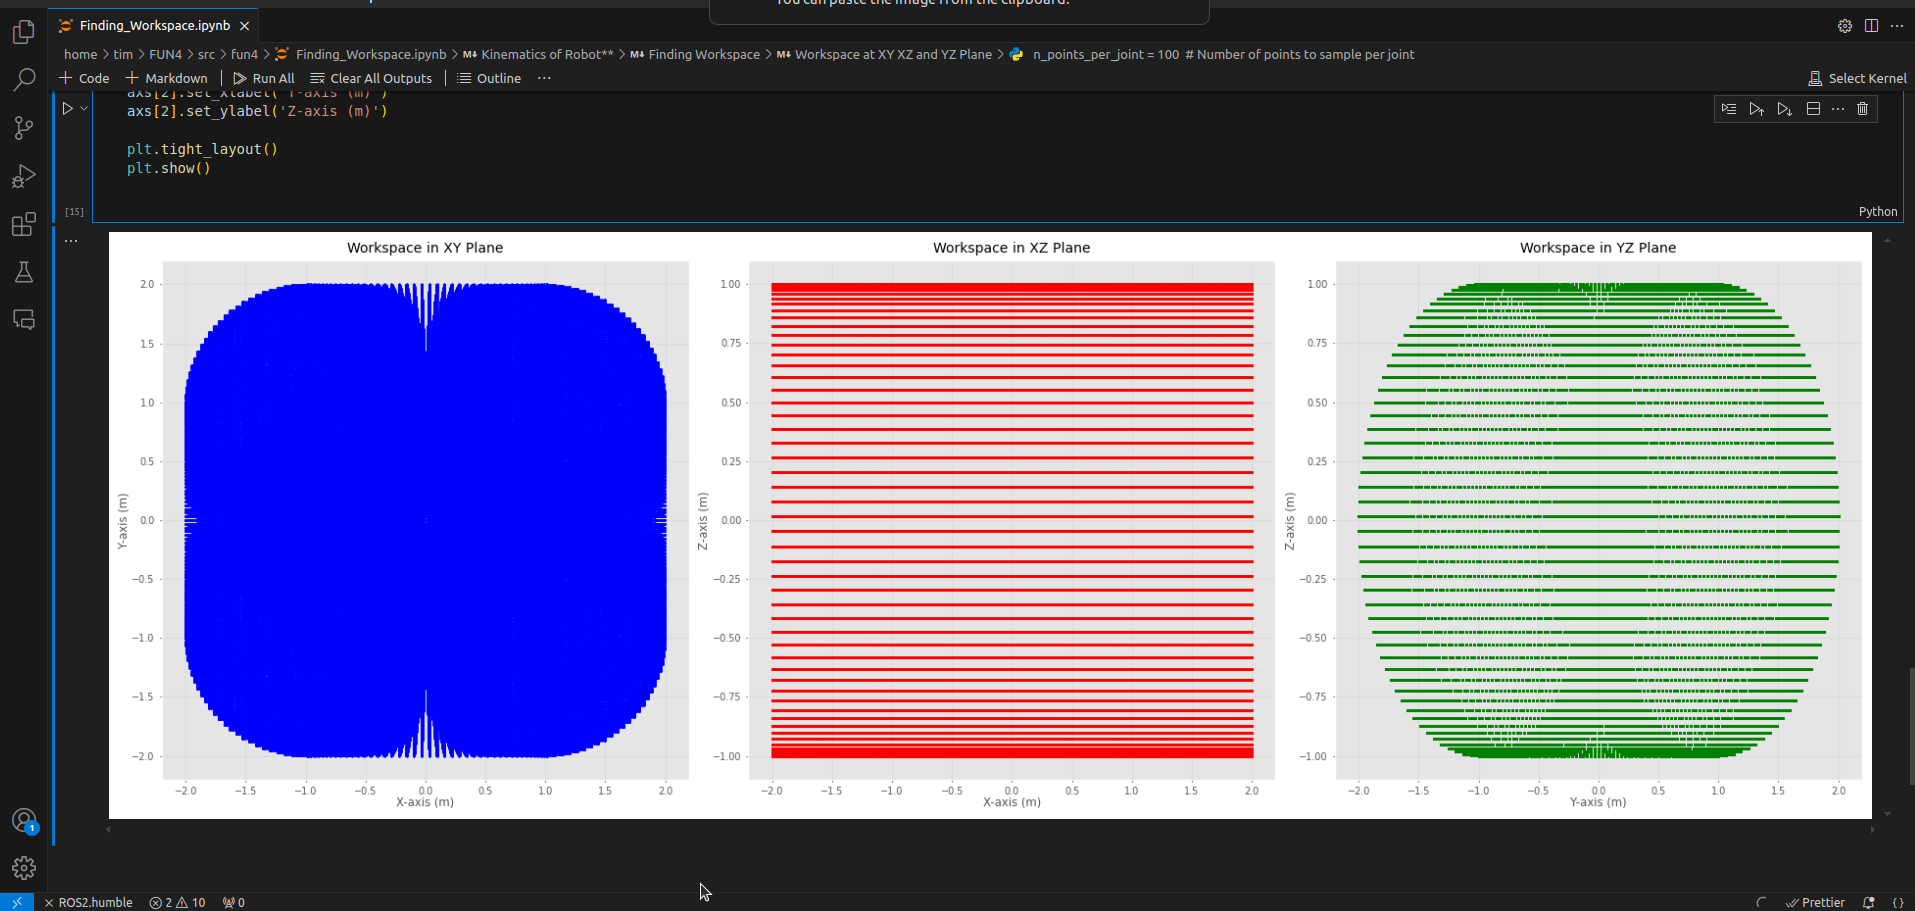 You can paste the image from the clipboard.
Finding_Workspace.ipynb
home > tim > FUN4 > src > fun4 > Finding_Workspace.ipynb > M↓ Kinematics of Robot** > M↓ Finding Workspace > M↓ Workspace at XY XZ and YZ Plane > n_points_per_joint = 100 # Number of points to sample per joint
+ Code + Markdown Run All Clear All Outputs Outline ...
Select Kernel
axs[2].set_xlabel('Y-axis (m)')
axs[2].set_ylabel('Z-axis (m)')
plt.tight_layout()
plt.show()
[15]
Python
...
Workspace in XY Plane
2.0
1.5
1.0
0.5
0.0
−0.5
−1.0
−1.5
−2.0
Y-axis (m)
−2.0 −1.5 −1.0 −0.5 0.0 0.5 1.0 1.5 2.0
X-axis (m)
Workspace in XZ Plane
1.00
0.75
0.50
0.25
0.00
−0.25
−0.50
−0.75
−1.00
Z-axis (m)
−2.0 −1.5 −1.0 −0.5 0.0 0.5 1.0 1.5 2.0
X-axis (m)
Workspace in YZ Plane
1.00
0.75
0.50
0.25
0.00
−0.25
−0.50
−0.75
−1.00
Z-axis (m)
−2.0 −1.5 −1.0 −0.5 0.0 0.5 1.0 1.5 2.0
Y-axis (m)
1
ROS2.humble 2 10 0
Prettier {}